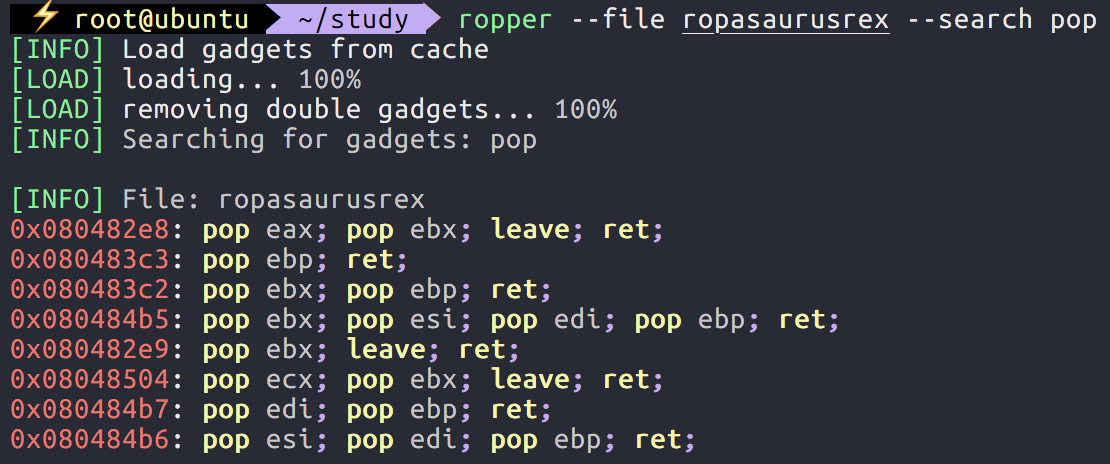 ⚡ root@ubuntu ~/study ropper --file ropasaurusrex --search pop
[INFO] Load gadgets from cache
[LOAD] loading... 100%
[LOAD] removing double gadgets... 100%
[INFO] Searching for gadgets: pop
[INFO] File: ropasaurusrex
0x080482e8: pop eax; pop ebx; leave; ret;
0x080483c3: pop ebp; ret;
0x080483c2: pop ebx; pop ebp; ret;
0x080484b5: pop ebx; pop esi; pop edi; pop ebp; ret;
0x080482e9: pop ebx; leave; ret;
0x08048504: pop ecx; pop ebx; leave; ret;
0x080484b7: pop edi; pop ebp; ret;
0x080484b6: pop esi; pop edi; pop ebp; ret;